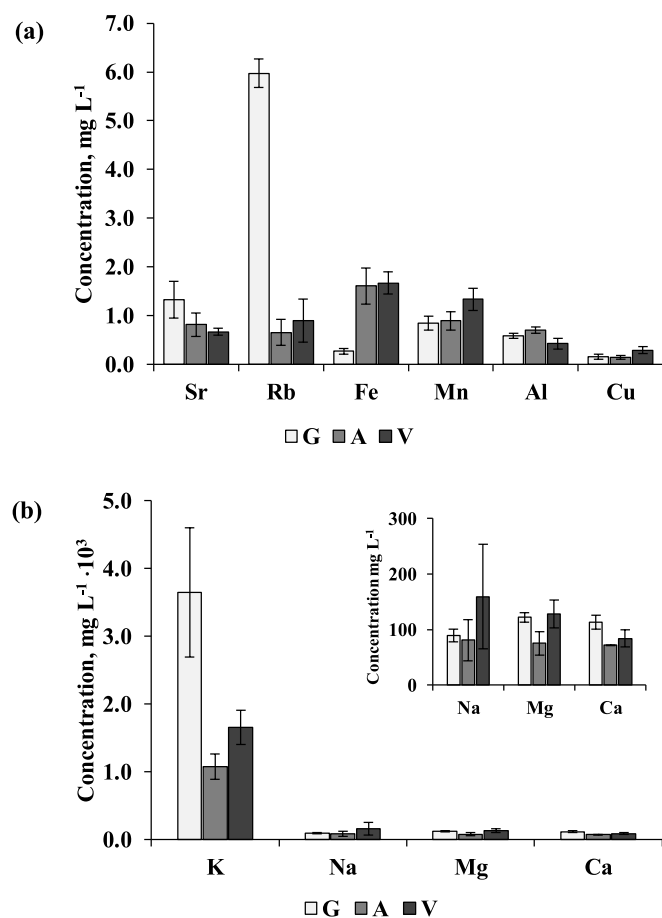 (a)
Concentration, mg L⁻¹
7.0
6.0
5.0
4.0
3.0
2.0
1.0
0.0
Sr Rb Fe Mn Al Cu
G A V
(b)
Concentration, mg L⁻¹ ·10³
5.0
4.0
3.0
2.0
1.0
0.0
K Na Mg Ca
Concentration mg L⁻¹
300
200
100
0
Na Mg Ca
G A V